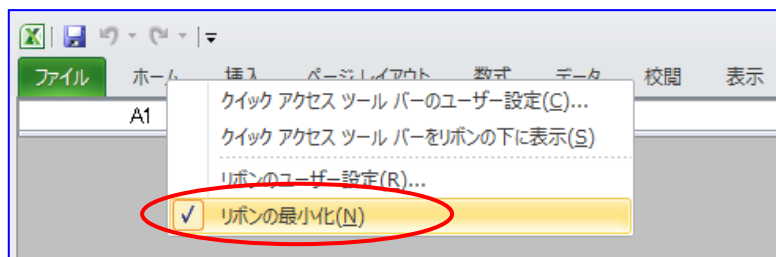 ファイル ホーム 挿入 ページ レイアウト 数式 データ 校閲 表示
A1
クイック アクセス ツール バーのユーザー設定(C)...
クイック アクセス ツール バーをリボンの下に表示(S)
リボンのユーザー設定(R)...
リボンの最小化(N)